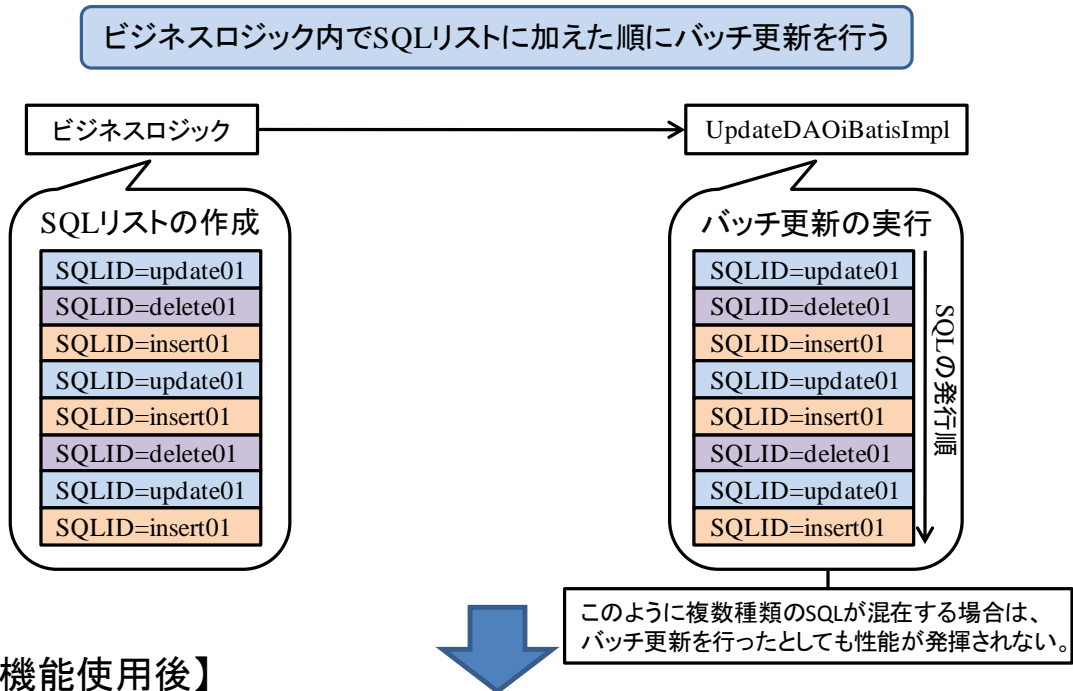 ビジネスロジック内でSQLリストに加えた順にバッチ更新を行う
ビジネスロジック
UpdateDAOiBatisImpl
SQLリストの作成
SQLID=update01
SQLID=delete01
SQLID=insert01
SQLID=update01
SQLID=insert01
SQLID=delete01
SQLID=update01
SQLID=insert01
バッチ更新の実行
SQLID=update01
SQLID=delete01
SQLID=insert01
SQLID=update01
SQLID=insert01
SQLID=delete01
SQLID=update01
SQLID=insert01
SQLの発行順
このように複数種類のSQLが混在する場合は、
バッチ更新を行ったとしても性能が発揮されない。
機能使用後】